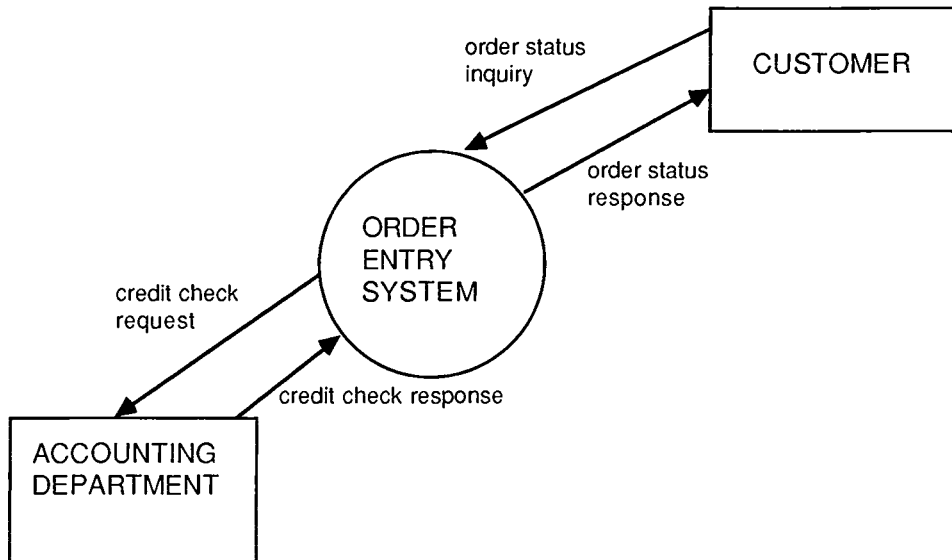 order status
inquiry
CUSTOMER
order status
response
ORDER
ENTRY
SYSTEM
credit check
request
credit check response
ACCOUNTING
DEPARTMENT